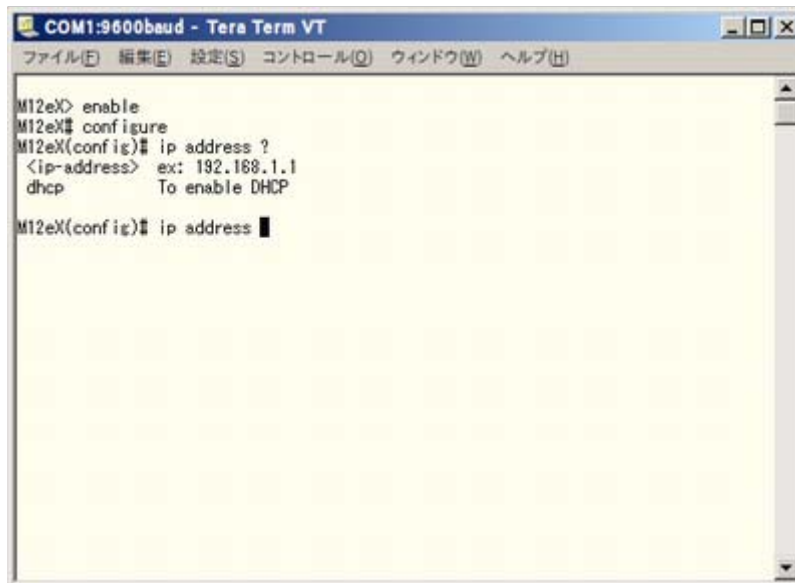 COM1:9600baud - Tera Term VT
ファイル(F) 編集(E) 設定(S) コントロール(O) ウィンドウ(W) ヘルプ(H)
M12eX> enable
M12eX# configure
M12eX(config)# ip address ?
<ip-address> ex: 192.168.1.1
dhcp To enable DHCP
M12eX(config)# ip address